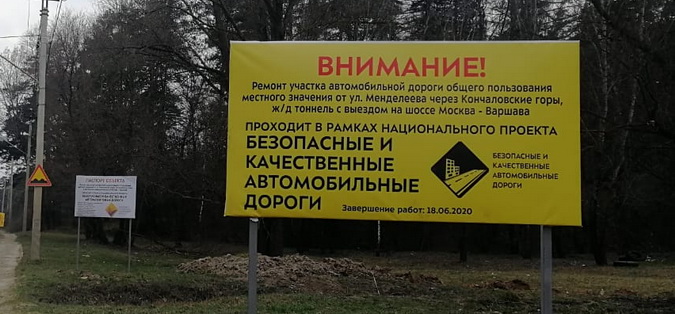 ВНИМАНИЕ!
Ремонт участка автомобильной дороги общего пользования
местного значения от ул. Менделеева через Кончаловские горы,
ж/д тоннель с выездом на шоссе Москва - Варшава
ПРОХОДИТ В РАМКАХ НАЦИОНАЛЬНОГО ПРОЕКТА
БЕЗОПАСНЫЕ И
КАЧЕСТВЕННЫЕ
АВТОМОБИЛЬНЫЕ
ДОРОГИ
БЕЗОПАСНЫЕ И
КАЧЕСТВЕННЫЕ
АВТОМОБИЛЬНЫЕ
ДОРОГИ
Завершение работ: 18.06.2020
ПАСПОРТ ОБЪЕКТА